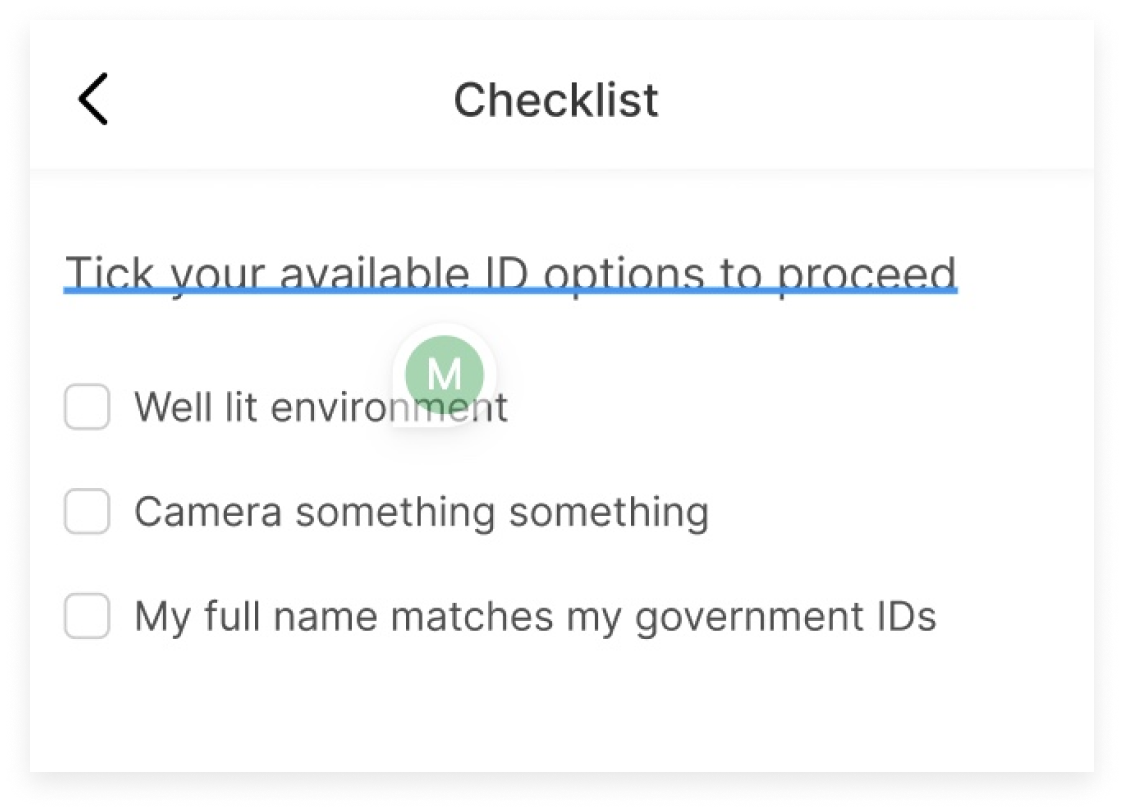 Checklist
Tick your available ID options to proceed
M
Well lit environment
Camera something something
My full name matches my government IDs